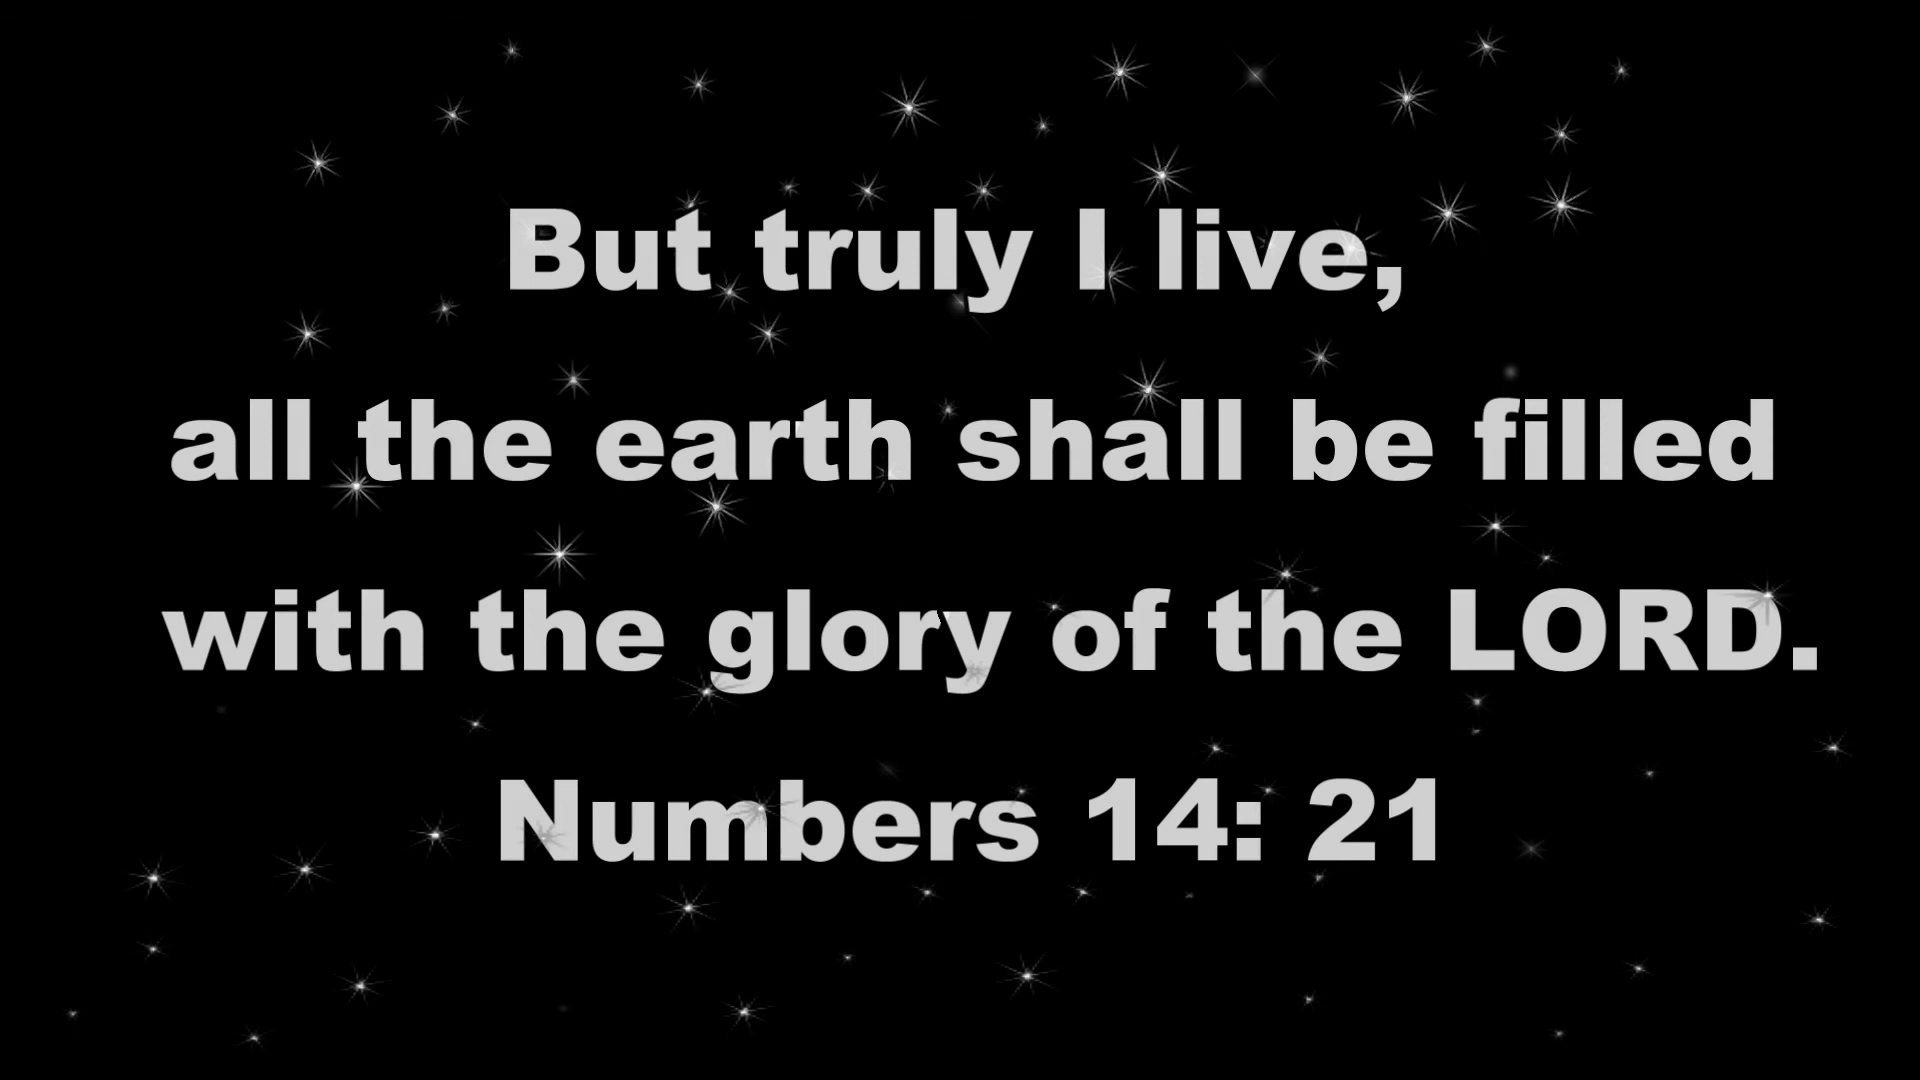 But truly I live,
all the earth shall be filled
with the glory of the LORD.
Numbers 14: 21